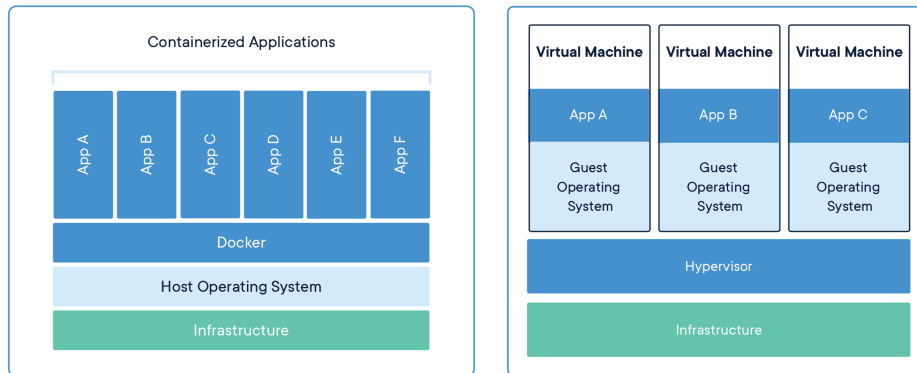 Containerized Applications
App A
App B
App C
App D
App E
App F
Docker
Host Operating System
Infrastructure
Virtual Machine
App A
Guest
Operating
System
Virtual Machine
App B
Guest
Operating
System
Virtual Machine
App C
Guest
Operating
System
Hypervisor
Infrastructure